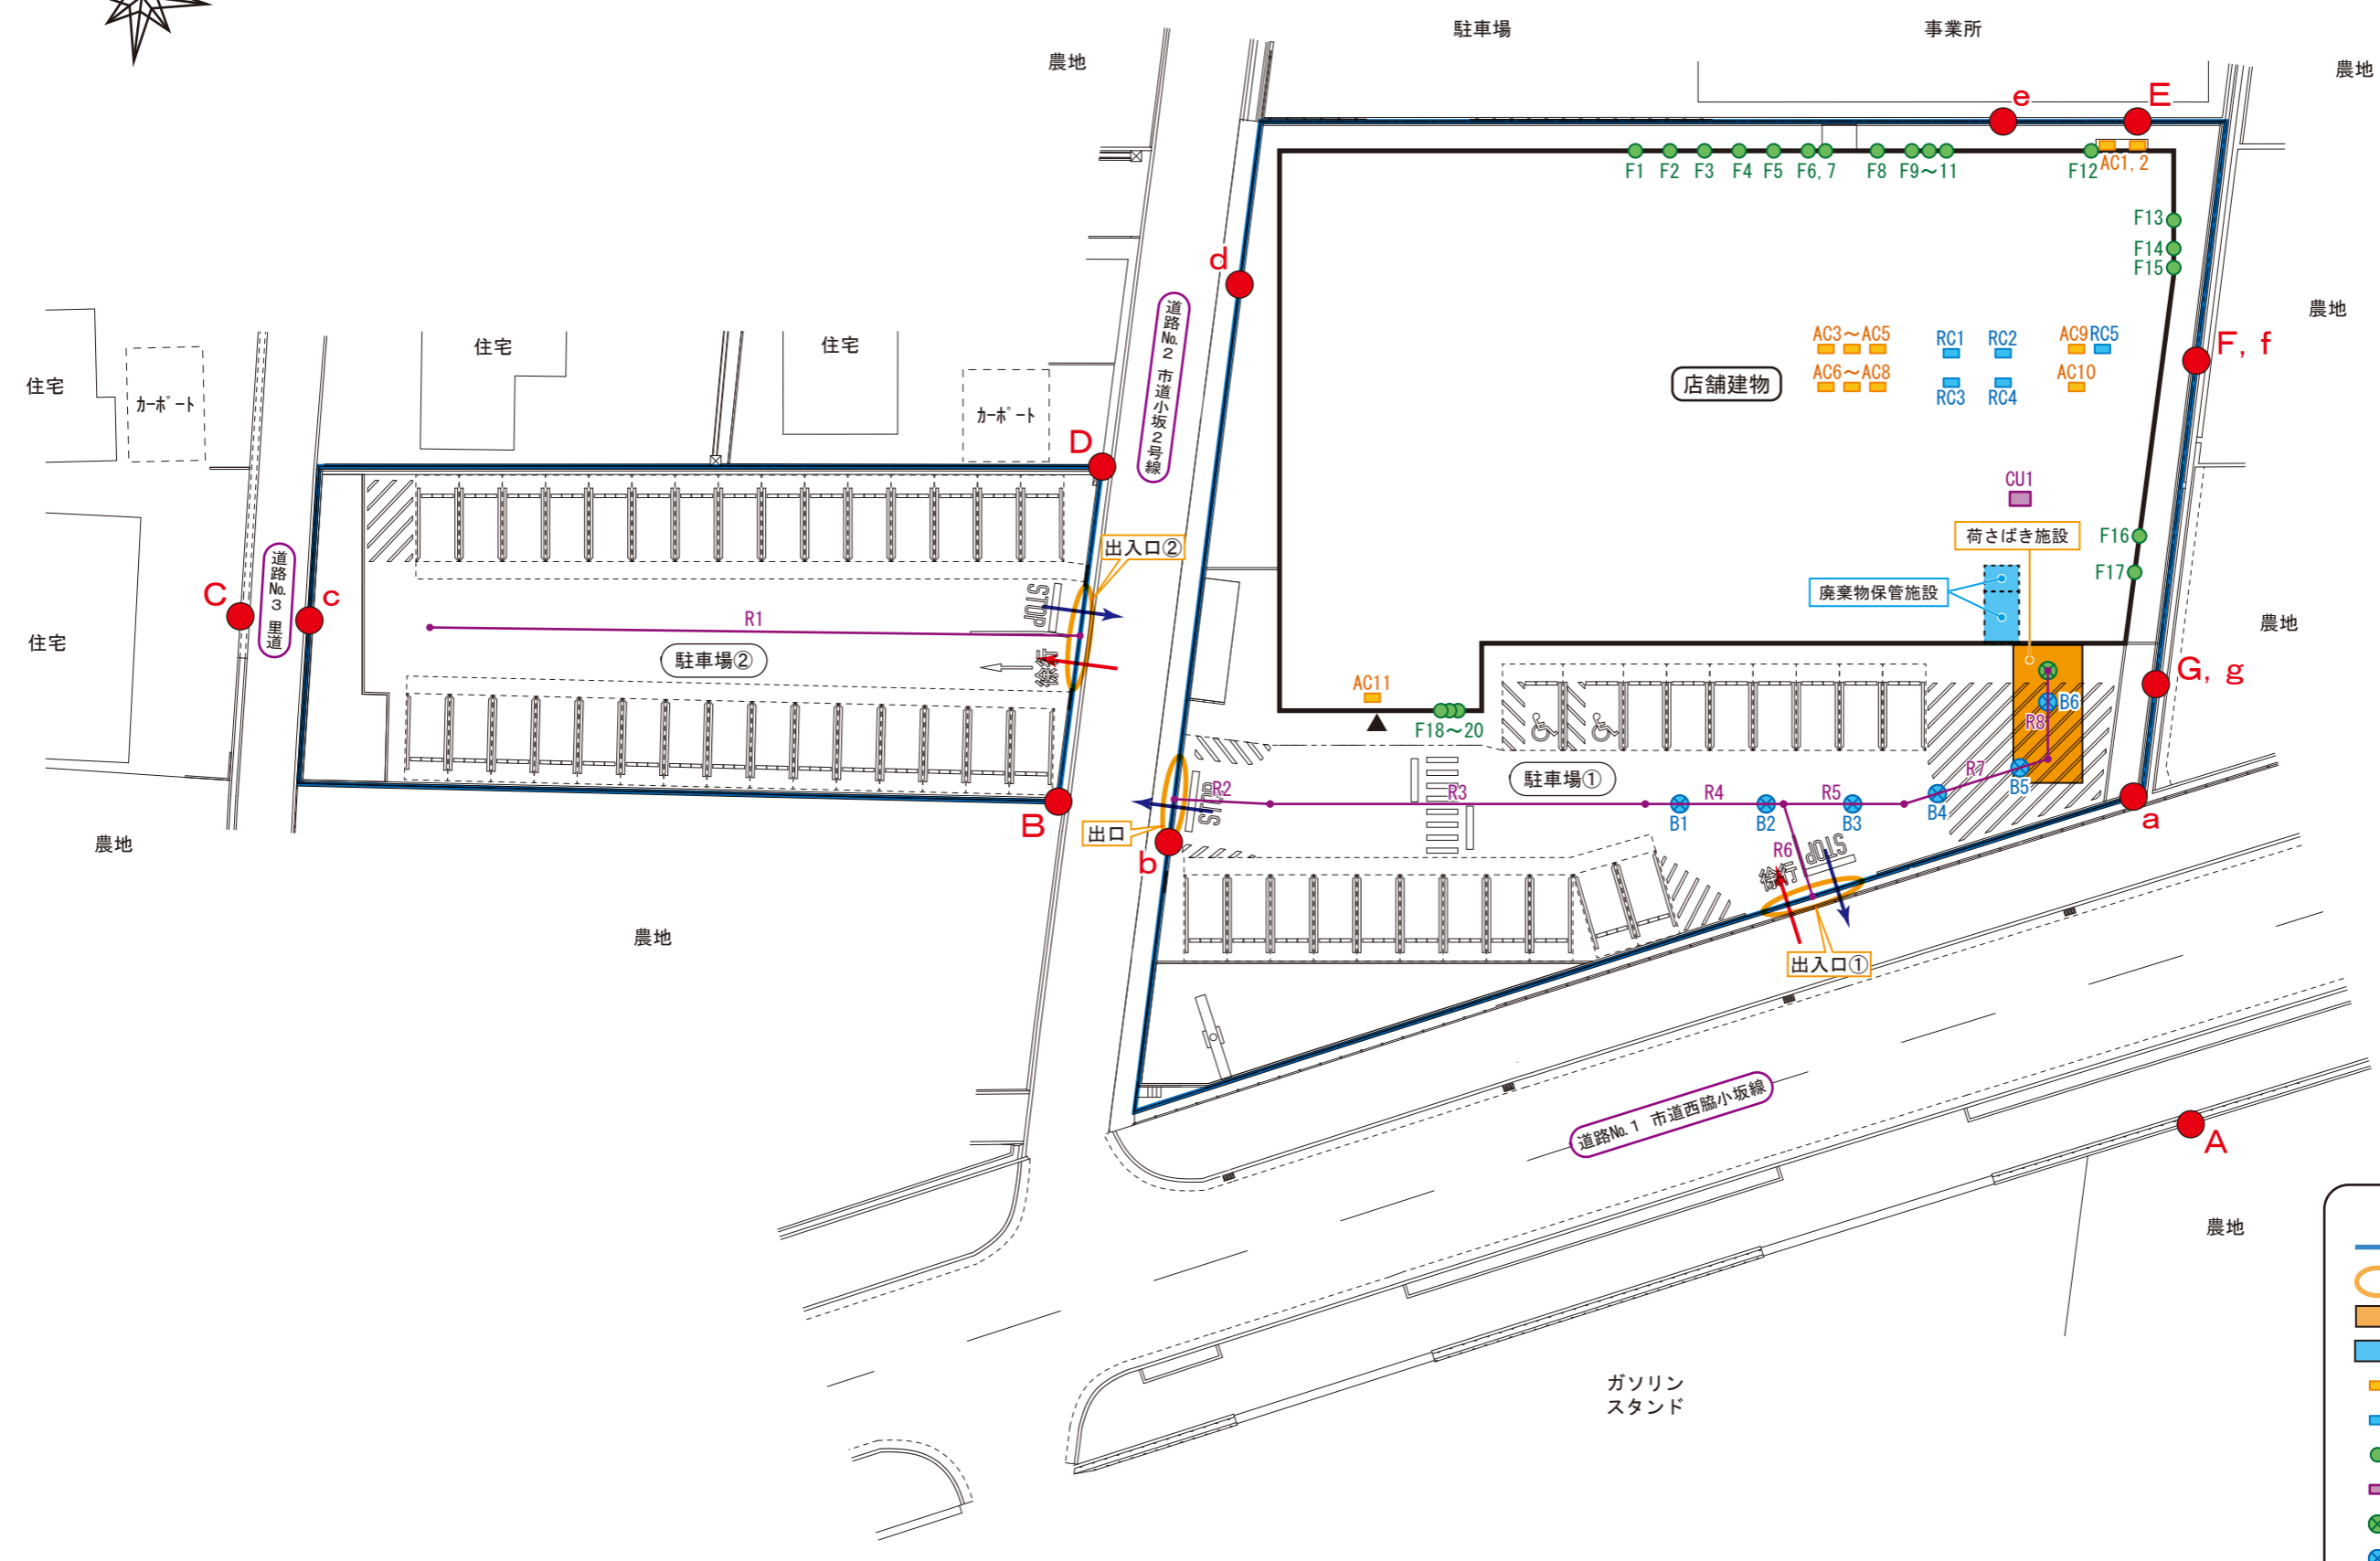 駐車場
事業所
農地
農地
e
E
F1
F2
F3
F4
F5
F6, 7
F8
F9～11
F12
AC1, 2
F13
F14
F15
d
道路№2 市道小坂2号線
農地
住宅
住宅
住宅
カーポート
カーポート
AC3～AC5
RC1
RC2
AC9
RC5
F, f
店舗建物
AC6～AC8
RC3
RC4
AC10
D
CU1
荷さばき施設
F16
出入口②
F17
廃棄物保管施設
農地
道路№3 里道
C
c
STOP
R1
駐車場②
徐行
住宅
G, g
AC11
F18～20
B6
R8
駐車場①
R7
B5
R2
R3
R4
R5
STOP
B1
B2
B3
B4
a
B
出口
b
R6
STOP
徐行
農地
農地
出入口①
道路№1 市道西脇小坂線
A
農地
ガソリン
スタンド